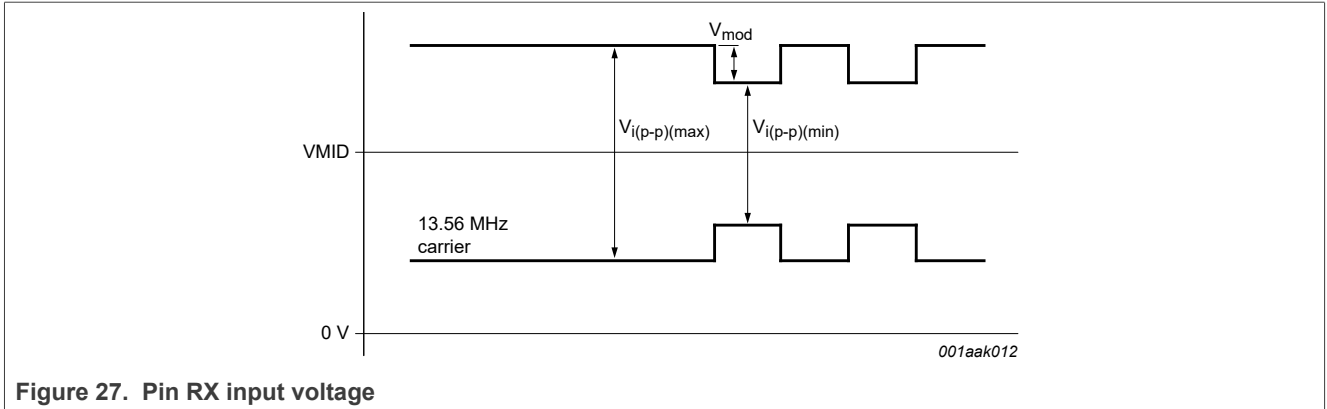 Vmod
Vi(p-p)(max)
Vi(p-p)(min)
VMID
13.56 MHz
carrier
0 V
001aak012
Figure 27. Pin RX input voltage